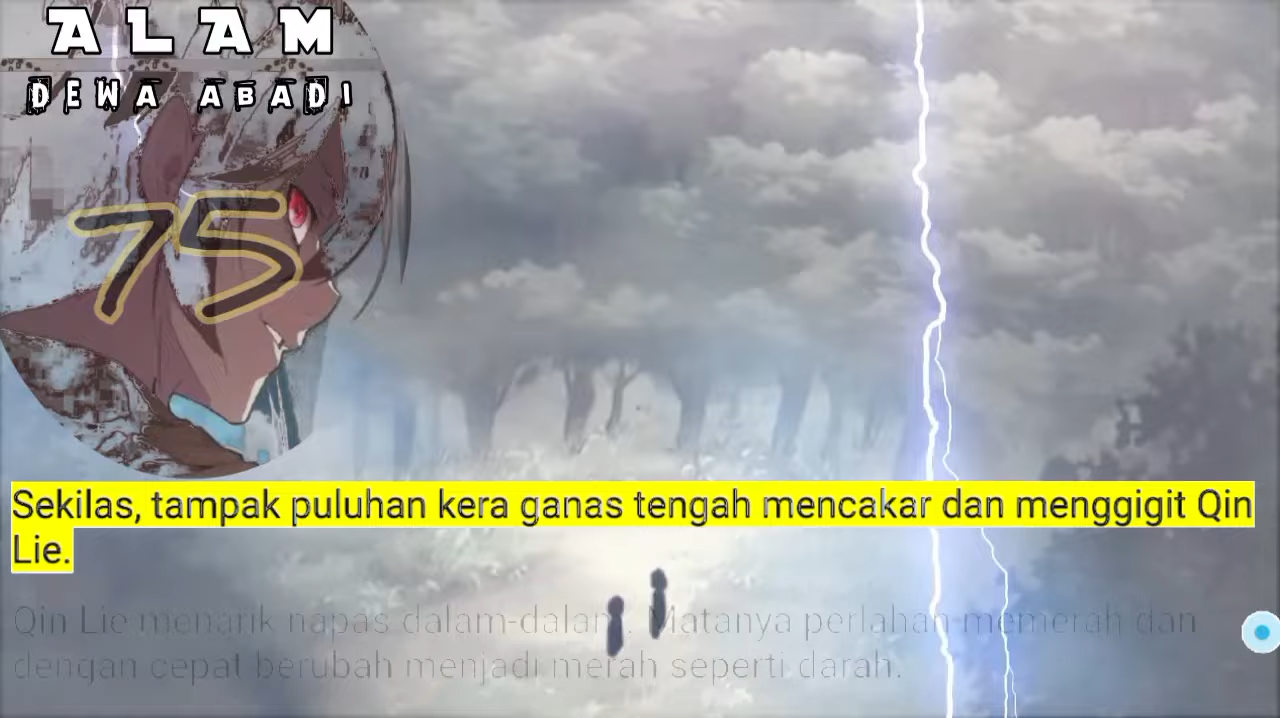 ALAM
DEWA ABADI
75
Sekilas, tampak puluhan kera ganas tengah mencakar dan menggigit Qin
Lie.
Qin Lie menarik napas dalam-dalam. Matanya perlahan memerah dan
dengan cepat berubah menjadi merah seperti darah.